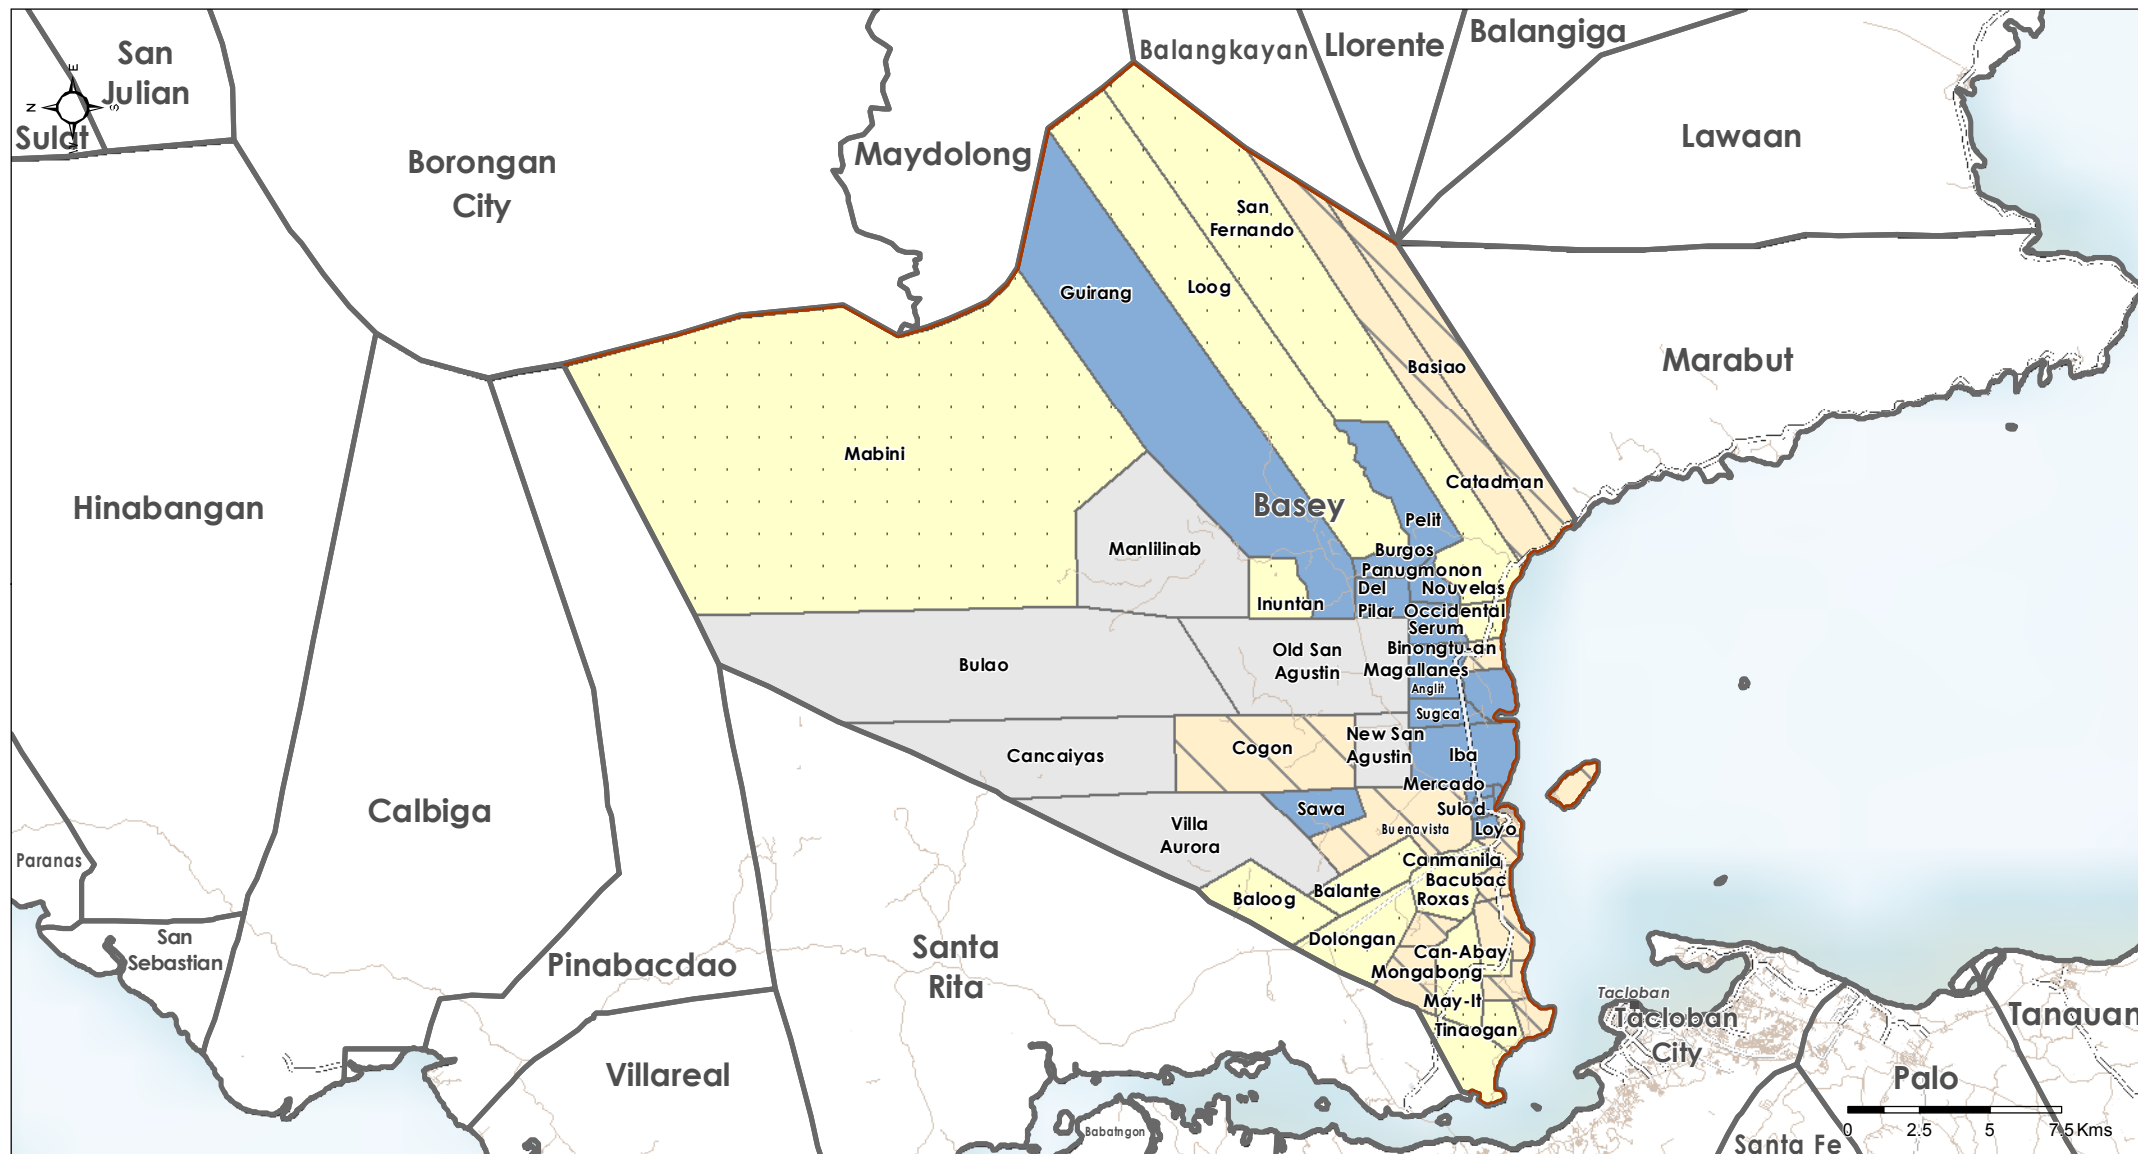 San
Julian
E
N
S
Sulat
Borongan
City
Maydolong
Balangkayan
Llorente
Balangiga
Lawaan
Marabut
Hinabangan
Calbiga
Paranas
San
Sebastian
Pinabacdao
Villareal
Santa
Rita
Babatngon
Basey
San
Fernando
Guirang
Loog
Basiao
Mabini
Catadman
Pelit
Manlilinab
Burgos
Panugmonon
Del
Pilar
Nouvelas
Occidental
Inuntan
Serum
Binongtu-an
Old San
Agustin
Magallanes
Bulao
Anglit
Sugca
New San
Agustin
Cogon
Iba
Cancaiyas
Mercado
Sawa
Sulod
Villa
Aurora
Buenavista
Loyo
Canmanila
Bacubac
Balante
Baloog
Roxas
Dolongan
Can-Abay
Mongabong
May-It
Tinaogan
Tacloban
Tacloban
City
Tanauan
Palo
Santa Fe
0 2.5 5 7.5 Kms